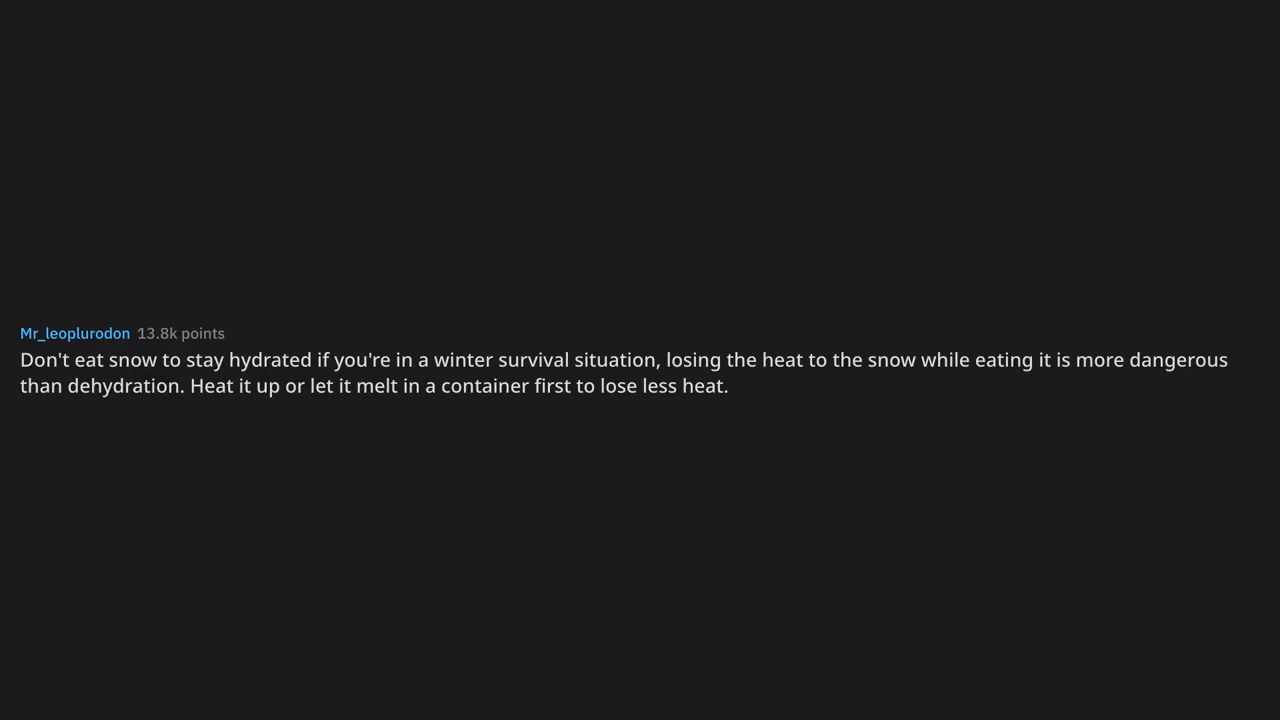 Mr_leoplurodon 13.8k points
Don't eat snow to stay hydrated if you're in a winter survival situation, losing the heat to the snow while eating it is more dangerous
than dehydration. Heat it up or let it melt in a container first to lose less heat.